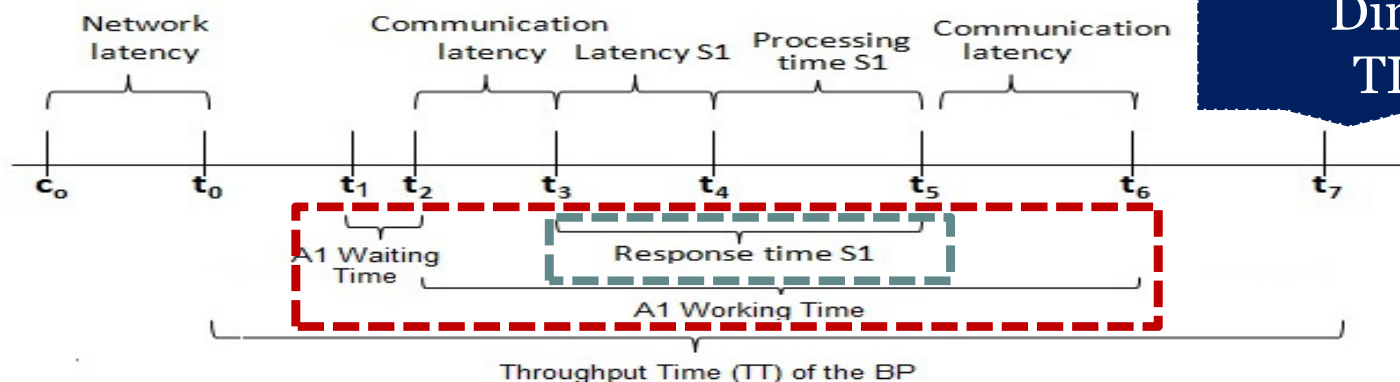 Network
latency
Communication
latency
Latency S1
Processing
time S1
Communication
latency
c₀
t₀
t₁
t₂
t₃
t₄
t₅
t₆
t₇
A1 Waiting
Time
Response time S1
A1 Working Time
Throughput Time (TT) of the BP